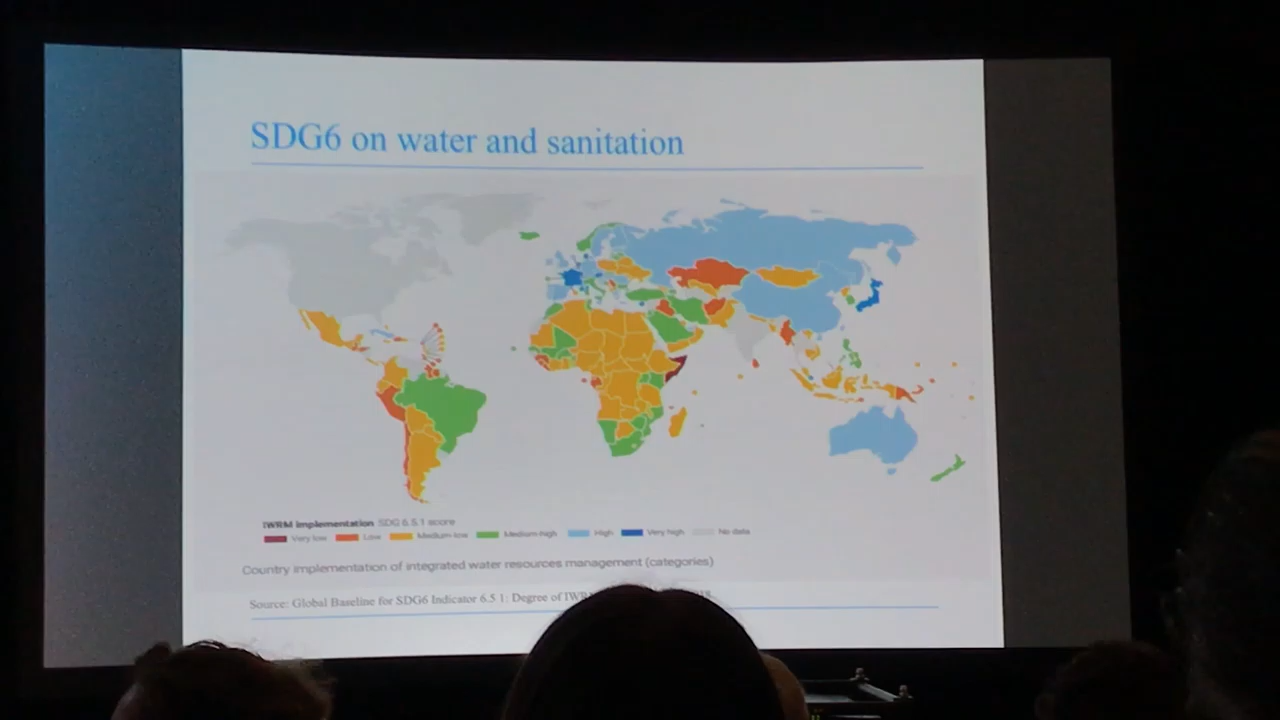 SDG6 on water and sanitation
IWRM implementation SDG 6.5.1 score
Very low Low Medium-low Medium-high High Very high No data
Country implementation of integrated water resources management (categories)
Source: Global Baseline for SDG6 Indicator 6.5 1: Degree of